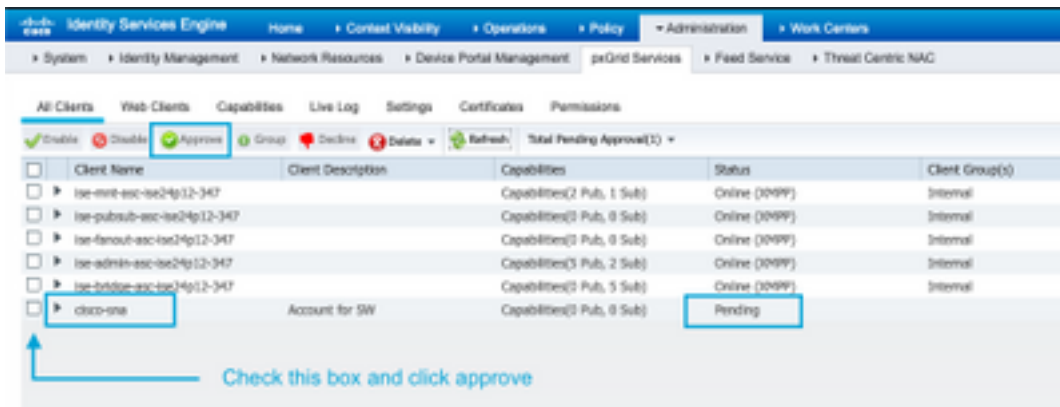 cisco Identity Services Engine Home Context Visibility Operations Policy Administration Work Centers
System Identity Management Network Resources Device Portal Management pxGrid Services Feed Service Threat Centric NAC
All Clients Web Clients Capabilities Live Log Settings Certificates Permissions
Enable Disable Approve Group Decline Delete Refresh Total Pending Approval(1)
Client Name Client Description Capabilities Status Client Group(s)
ise-mnt-asc-ise24p12-347 Capabilities(2 Pub, 1 Sub) Online (XMPP) Internal
ise-pubsub-asc-ise24p12-347 Capabilities(0 Pub, 0 Sub) Online (XMPP) Internal
ise-fanout-asc-ise24p12-347 Capabilities(0 Pub, 0 Sub) Online (XMPP) Internal
ise-admin-asc-ise24p12-347 Capabilities(5 Pub, 2 Sub) Online (XMPP) Internal
ise-bridge-asc-ise24p12-347 Capabilities(0 Pub, 5 Sub) Online (XMPP) Internal
cisco-sna Account for SW Capabilities(0 Pub, 0 Sub) Pending
Check this box and click approve